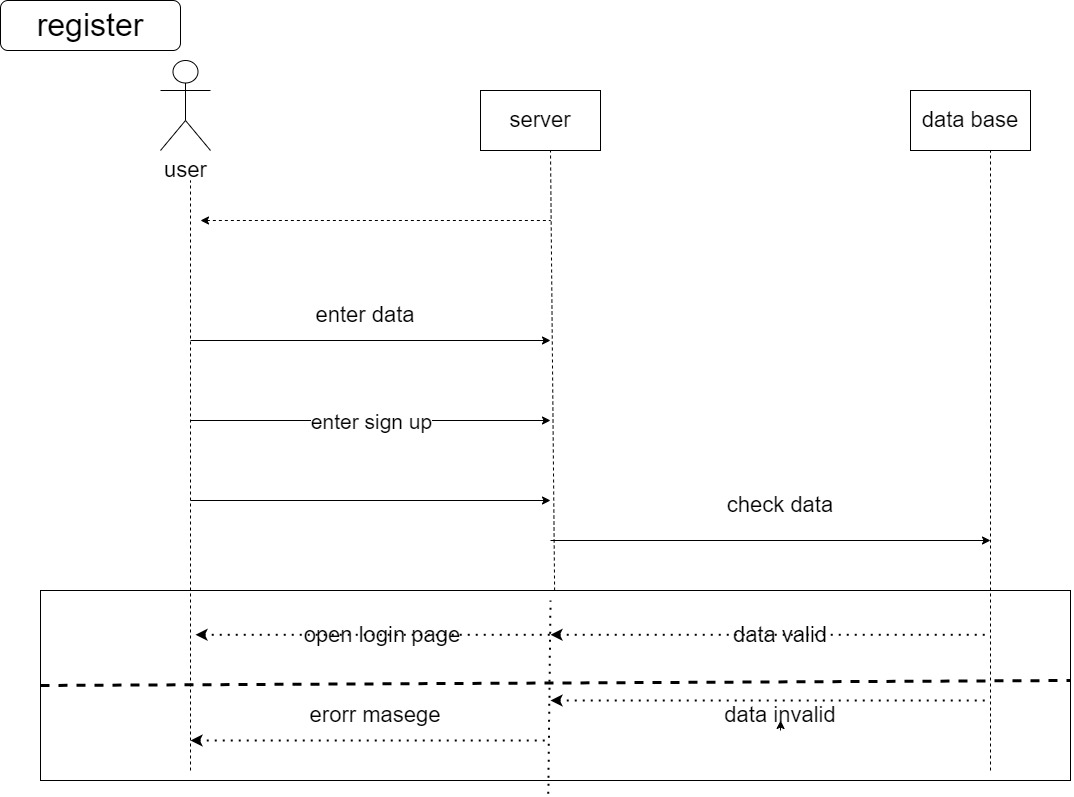 register
user
server
data base
enter data
enter sign up
check data
open login page
data valid
erorr masege
data invalid